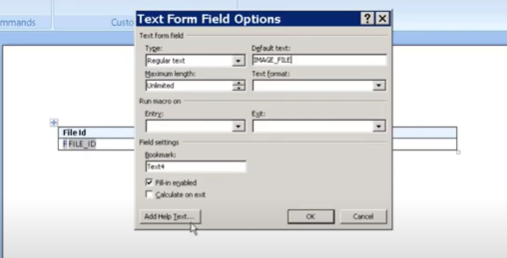 mmands
Custo
Text Form Field Options
Text form field
Type:
Default text:
Regular text
IMAGE_FILE
Maximum length:
Text format:
Unlimited
Run macro on
Entry:
Exit:
Field settings
Bookmark:
Text4
Fill-in enabled
Calculate on exit
Add Help Text...
OK
Cancel
File Id
FILE_ID